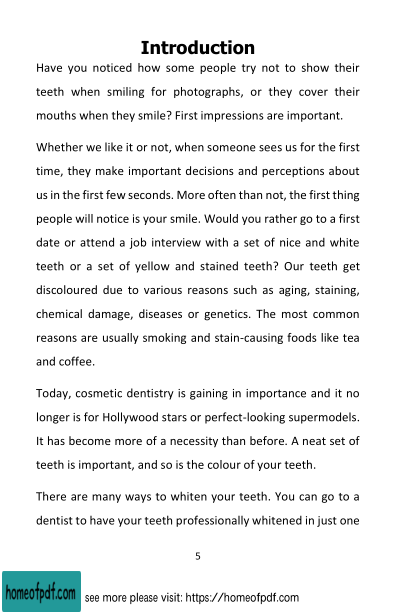 Introduction
Have you noticed how some people try not to show their
teeth when smiling for photographs, or they cover their
mouths when they smile? First impressions are important.
Whether we like it or not, when someone sees us for the first
time, they make important decisions and perceptions about
us in the first few seconds. More often than not, the first thing
people will notice is your smile. Would you rather go to a first
date or attend a job interview with a set of nice and white
teeth or a set of yellow and stained teeth? Our teeth get
discoloured due to various reasons such as aging, staining,
chemical damage, diseases or genetics. The most common
reasons are usually smoking and stain-causing foods like tea
and coffee.
Today, cosmetic dentistry is gaining in importance and it no
longer is for Hollywood stars or perfect-looking supermodels.
It has become more of a necessity than before. A neat set of
teeth is important, and so is the colour of your teeth.
There are many ways to whiten your teeth. You can go to a
dentist to have your teeth professionally whitened in just one
5
homeofpdf.com see more please visit: https://homeofpdf.com